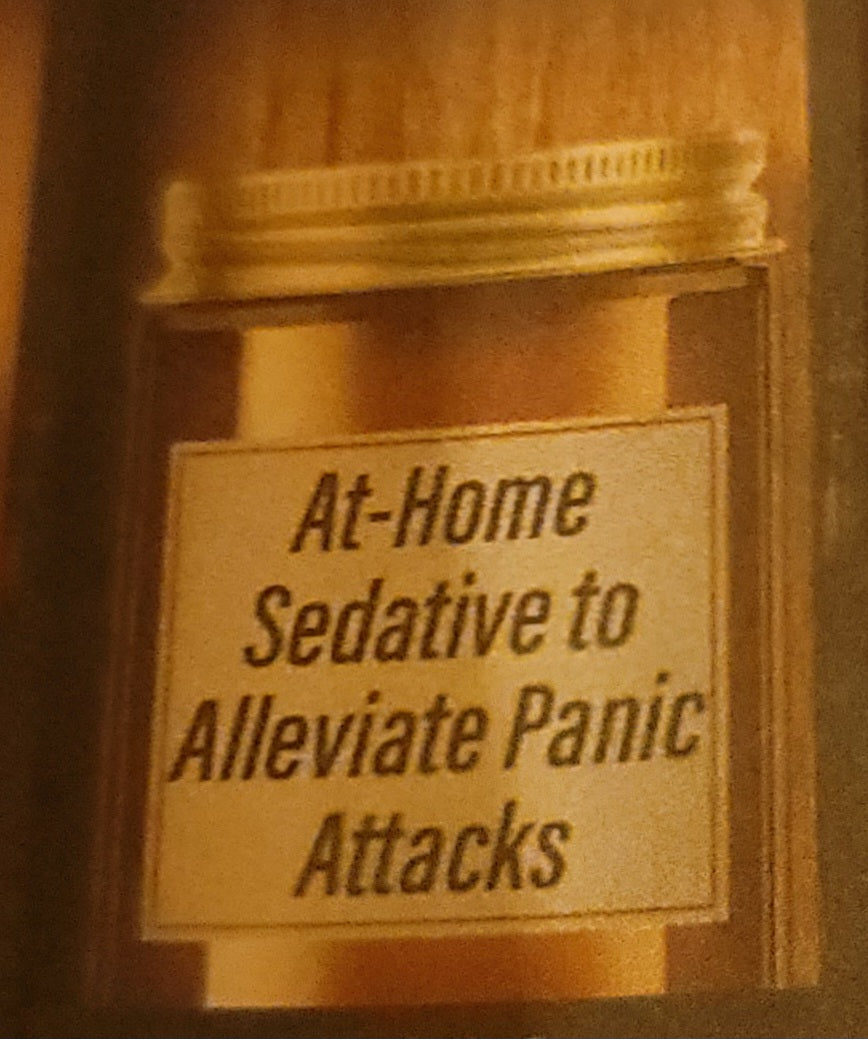 At-Home
Sedative to
Alleviate Panic
Attacks